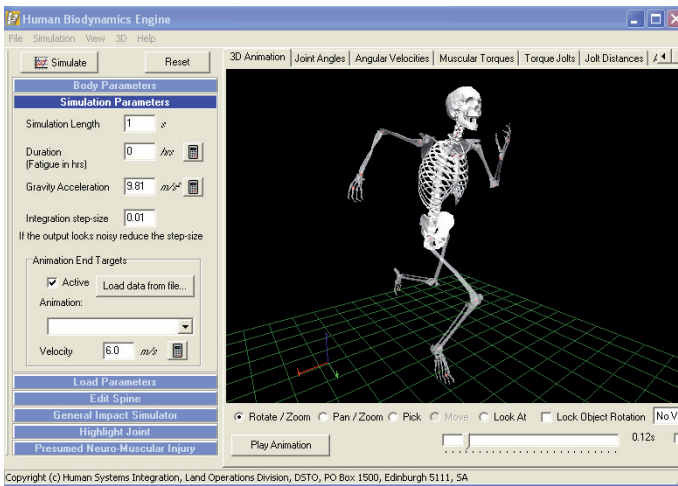 Human Biodynamics Engine
File Simulation View 3D Help
Simulate Reset
Body Parameters
Simulation Parameters
Simulation Length 1 s
Duration 0 hrs
(Fatigue in hrs)
Gravity Acceleration 9.81 m/s²
Integration step-size 0.01
If the output looks noisy reduce the step-size
Animation End Targets
Active Load data from file...
Animation:
Velocity 6.0 m/s
Load Parameters
Edit Spine
General Impact Simulator
Highlight Joint
Presumed Neuro-Muscular Injury
3D Animation Joint Angles Angular Velocities Muscular Torques Torque Jolts Jolt Distances
Rotate / Zoom Pan / Zoom Pick Move Look At Lock Object Rotation No V
Play Animation 0.12s
Copyright (c) Human Systems Integration, Land Operations Division, DSTO, PO Box 1500, Edinburgh 5111, SA